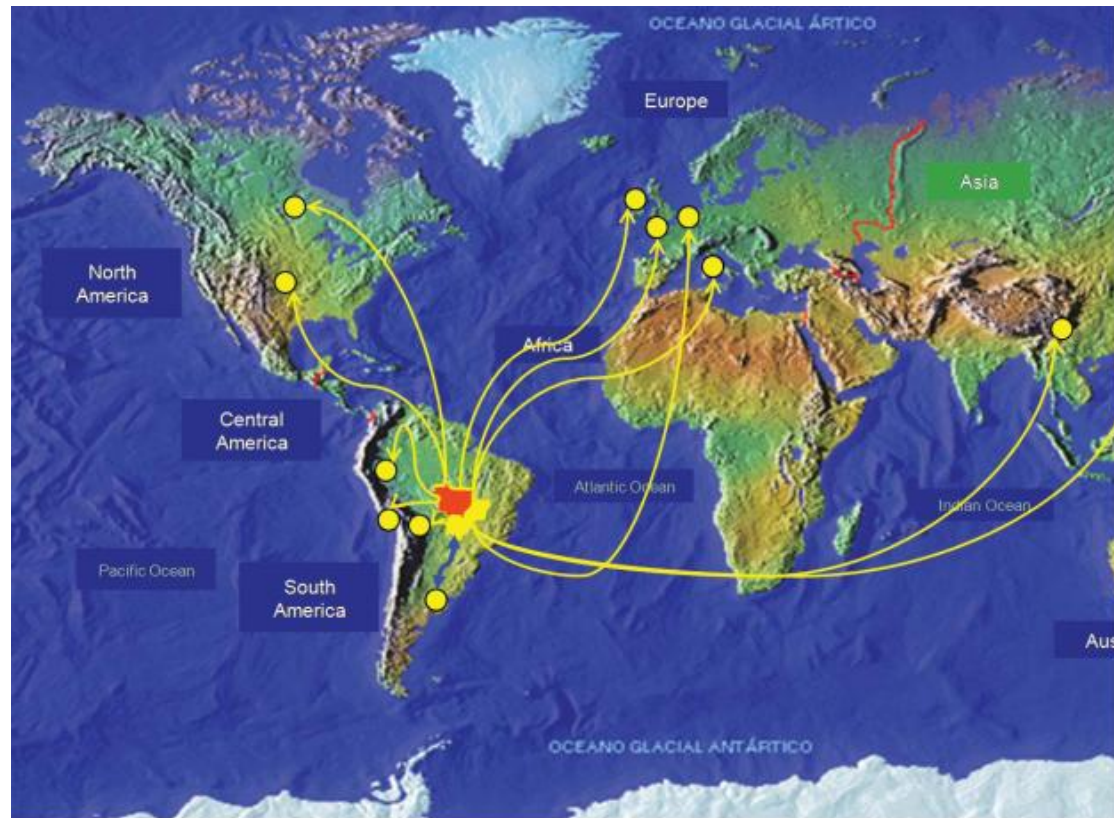 OCEANO GLACIAL ÁRTICO
Europe
Asia
North
America
Africa
Central
America
Atlantic Ocean
Indian Ocean
Pacific Ocean
South
America
Aus
OCEANO GLACIAL ANTÁRTICO